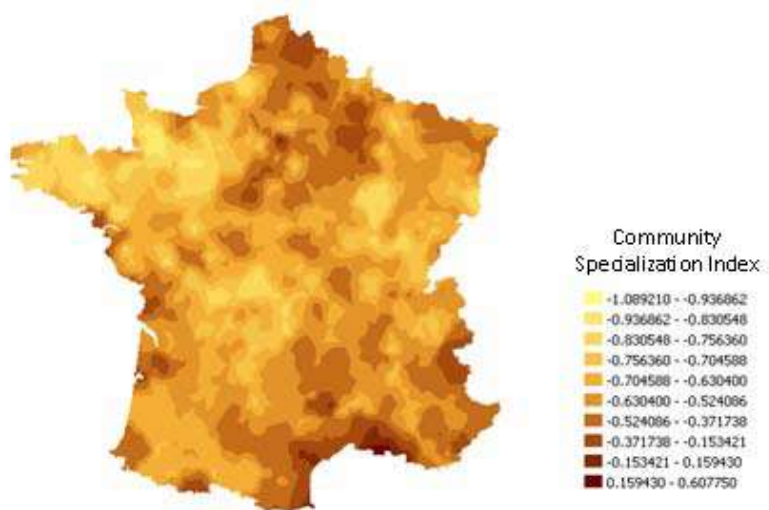 Community
Specialization Index
-1.089210 - -0.936862
-0.936862 - -0.830548
-0.830548 - -0.756360
-0.756360 - -0.704588
-0.704588 - -0.630400
-0.630400 - -0.524086
-0.524086 - -0.371738
-0.371738 - -0.153421
-0.153421 - 0.159430
0.159430 - 0.607750